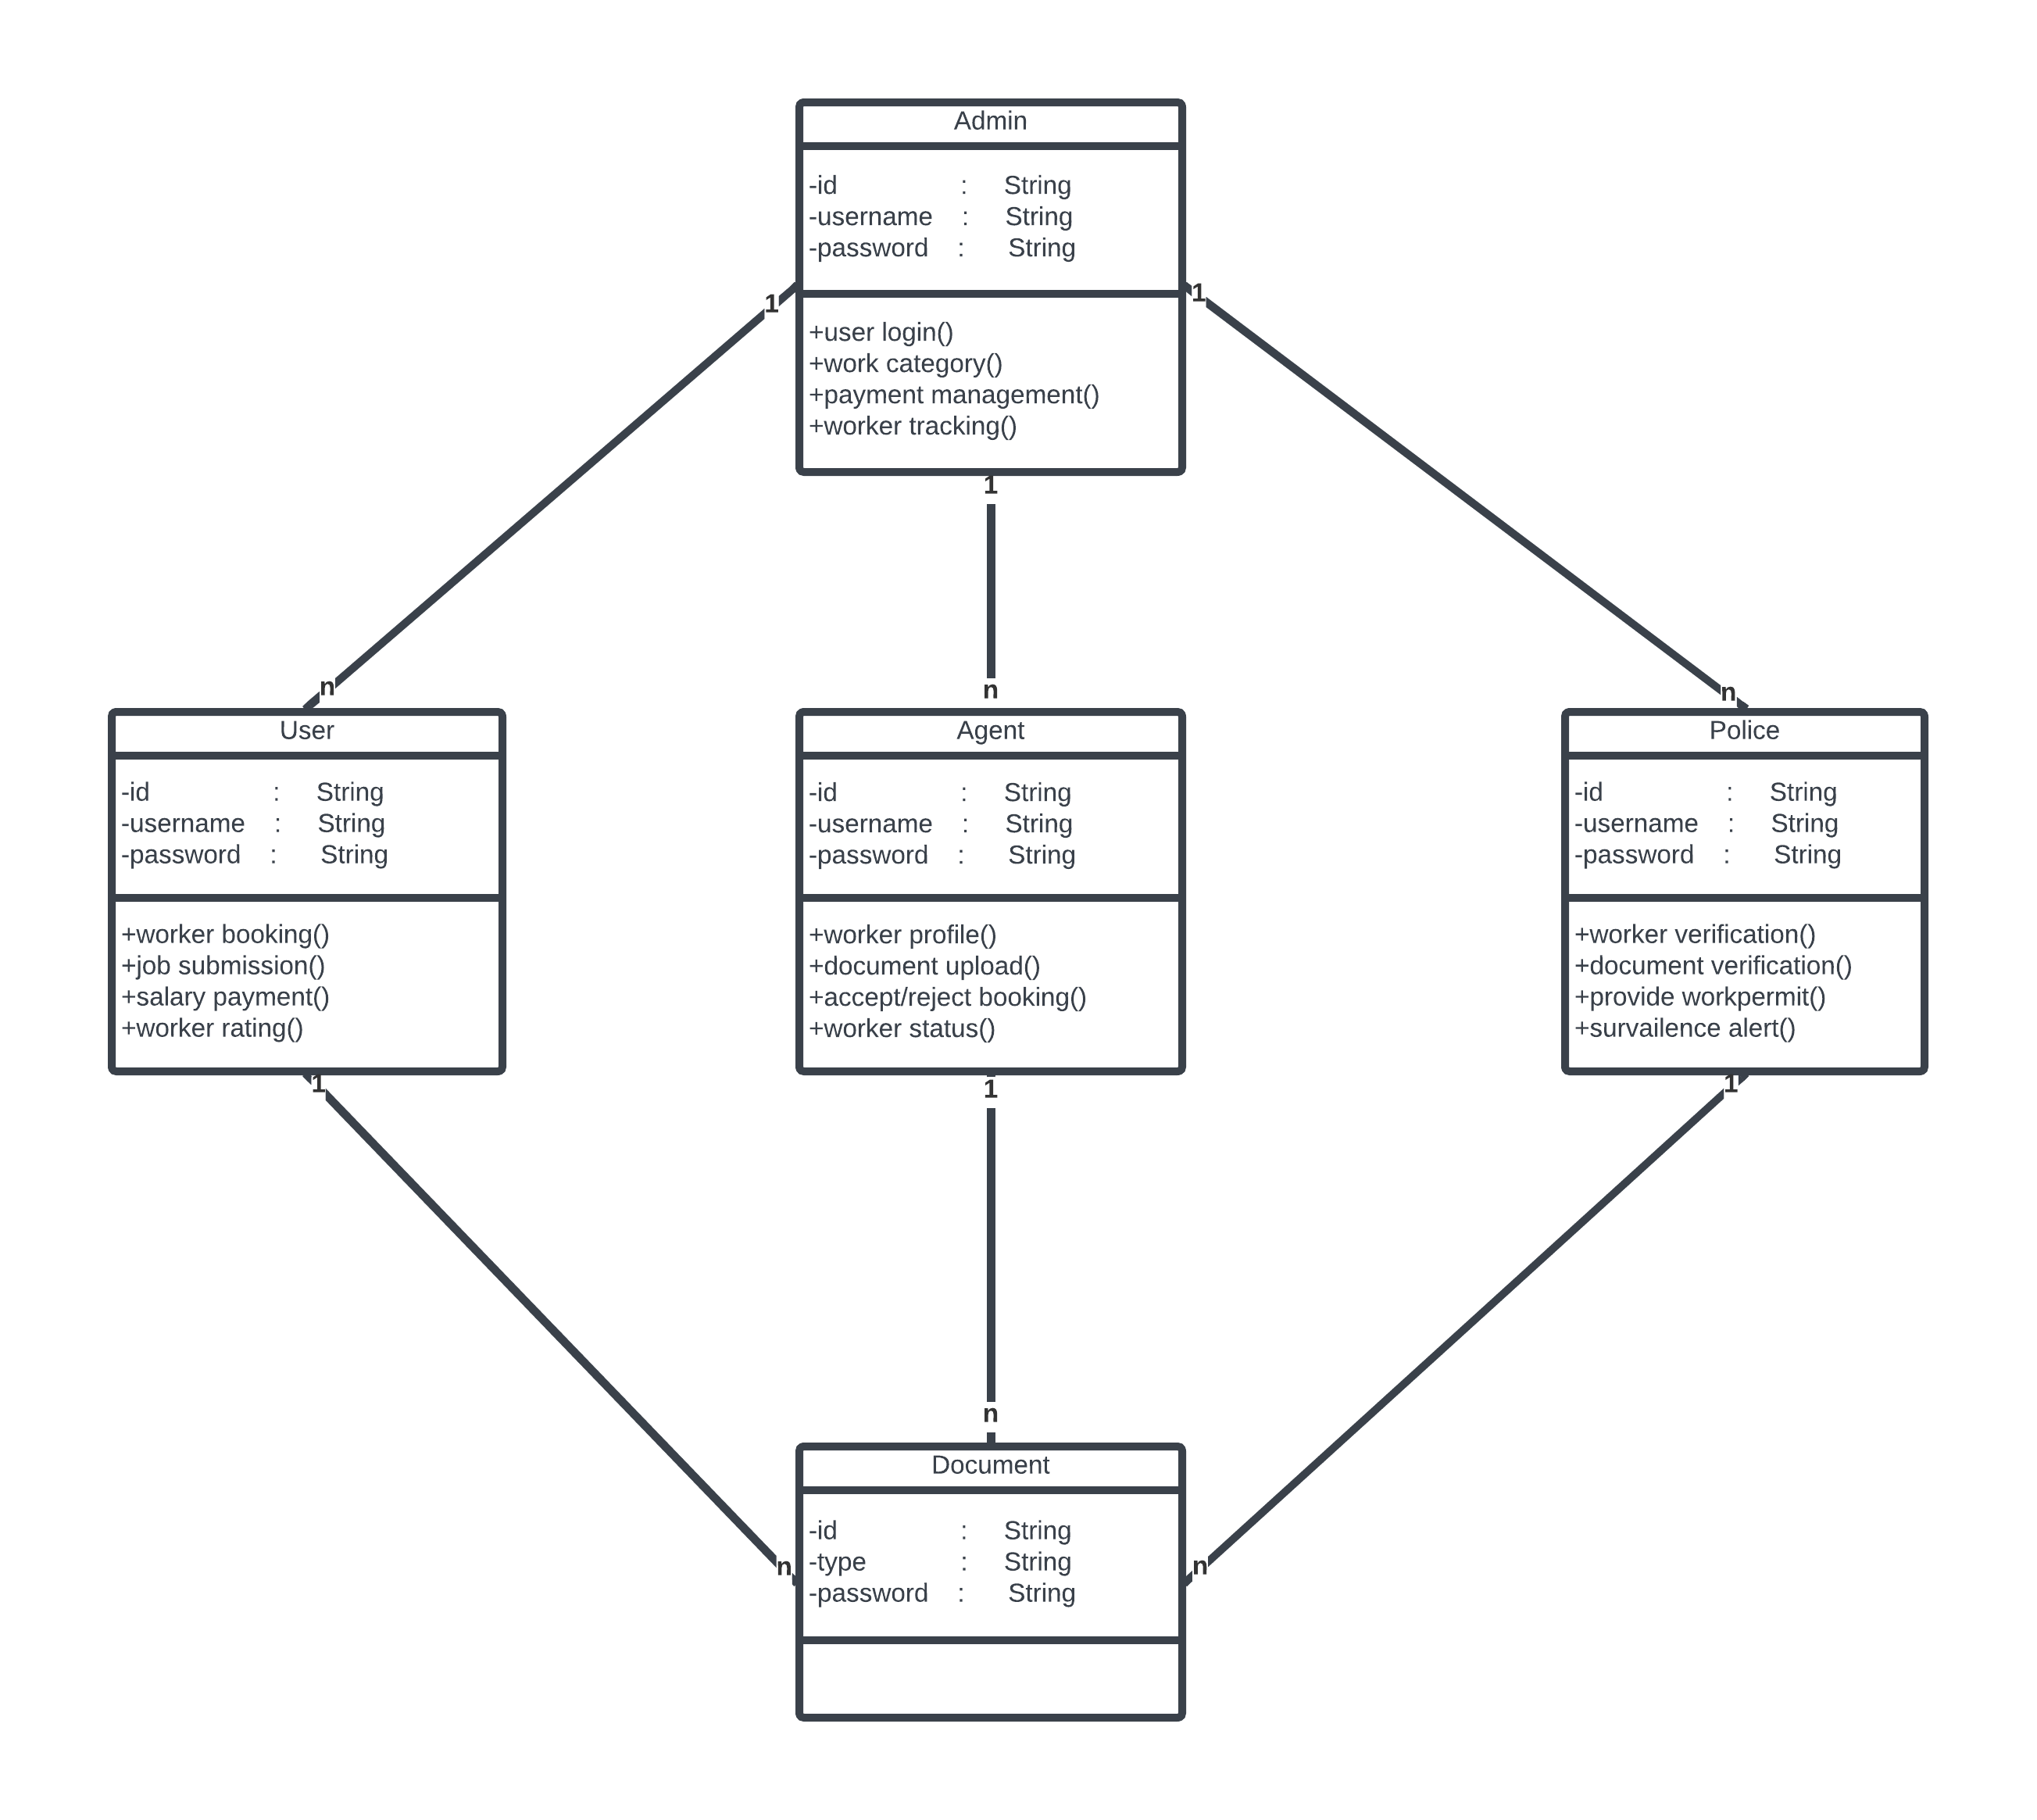 Admin
-id : String
-username : String
-password : String
+user login()
+work category()
+payment management()
+worker tracking()
1
1
1
n
n
n
User
-id : String
-username : String
-password : String
+worker booking()
+job submission()
+salary payment()
+worker rating()
Agent
-id : String
-username : String
-password : String
+worker profile()
+document upload()
+accept/reject booking()
+worker status()
Police
-id : String
-username : String
-password : String
+worker verification()
+document verification()
+provide workpermit()
+survailence alert()
1
1
1
n
n
n
Document
-id : String
-type : String
-password : String